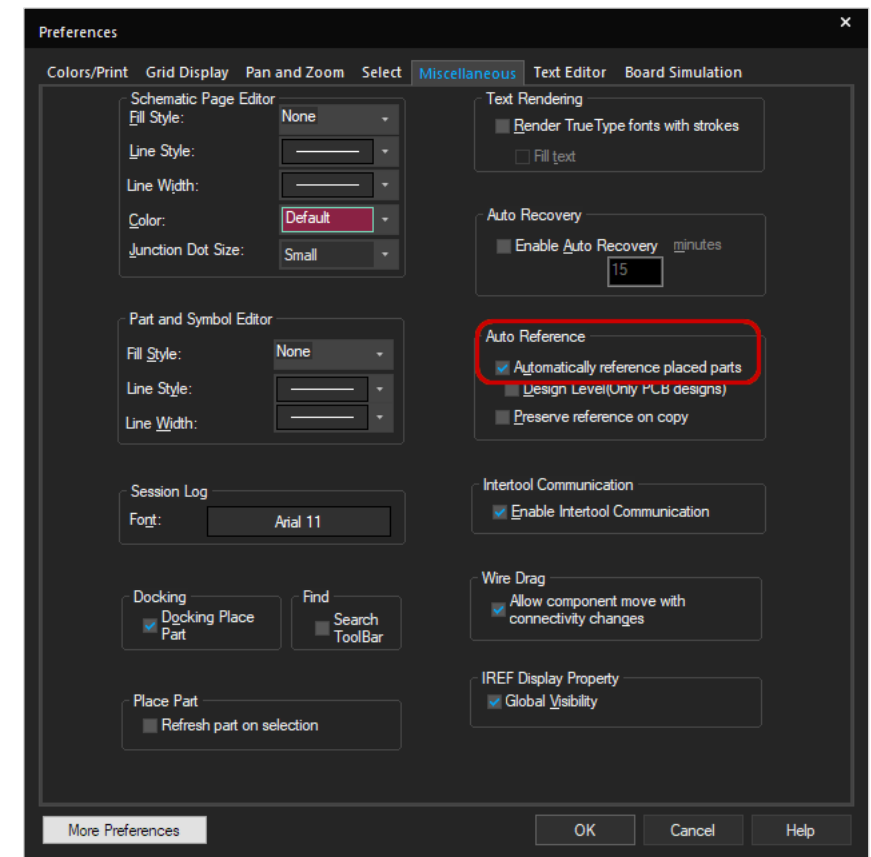 Preferences
×
Colors/Print Grid Display Pan and Zoom Select Miscellaneous Text Editor Board Simulation
Schematic Page Editor
Fill Style: None
Line Style:
Line Width:
Color: Default
Junction Dot Size: Small
Part and Symbol Editor
Fill Style: None
Line Style:
Line Width:
Session Log
Font: Arial 11
Docking
Docking Place
Part
Find
Search
ToolBar
Place Part
Refresh part on selection
Text Rendering
Render TrueType fonts with strokes
Fill text
Auto Recovery
Enable Auto Recovery minutes
15
Auto Reference
Automatically reference placed parts
Design Level(Only PCB designs)
Preserve reference on copy
Intertool Communication
Enable Intertool Communication
Wire Drag
Allow component move with
connectivity changes
IREF Display Property
Global Visibility
More Preferences OK Cancel Help